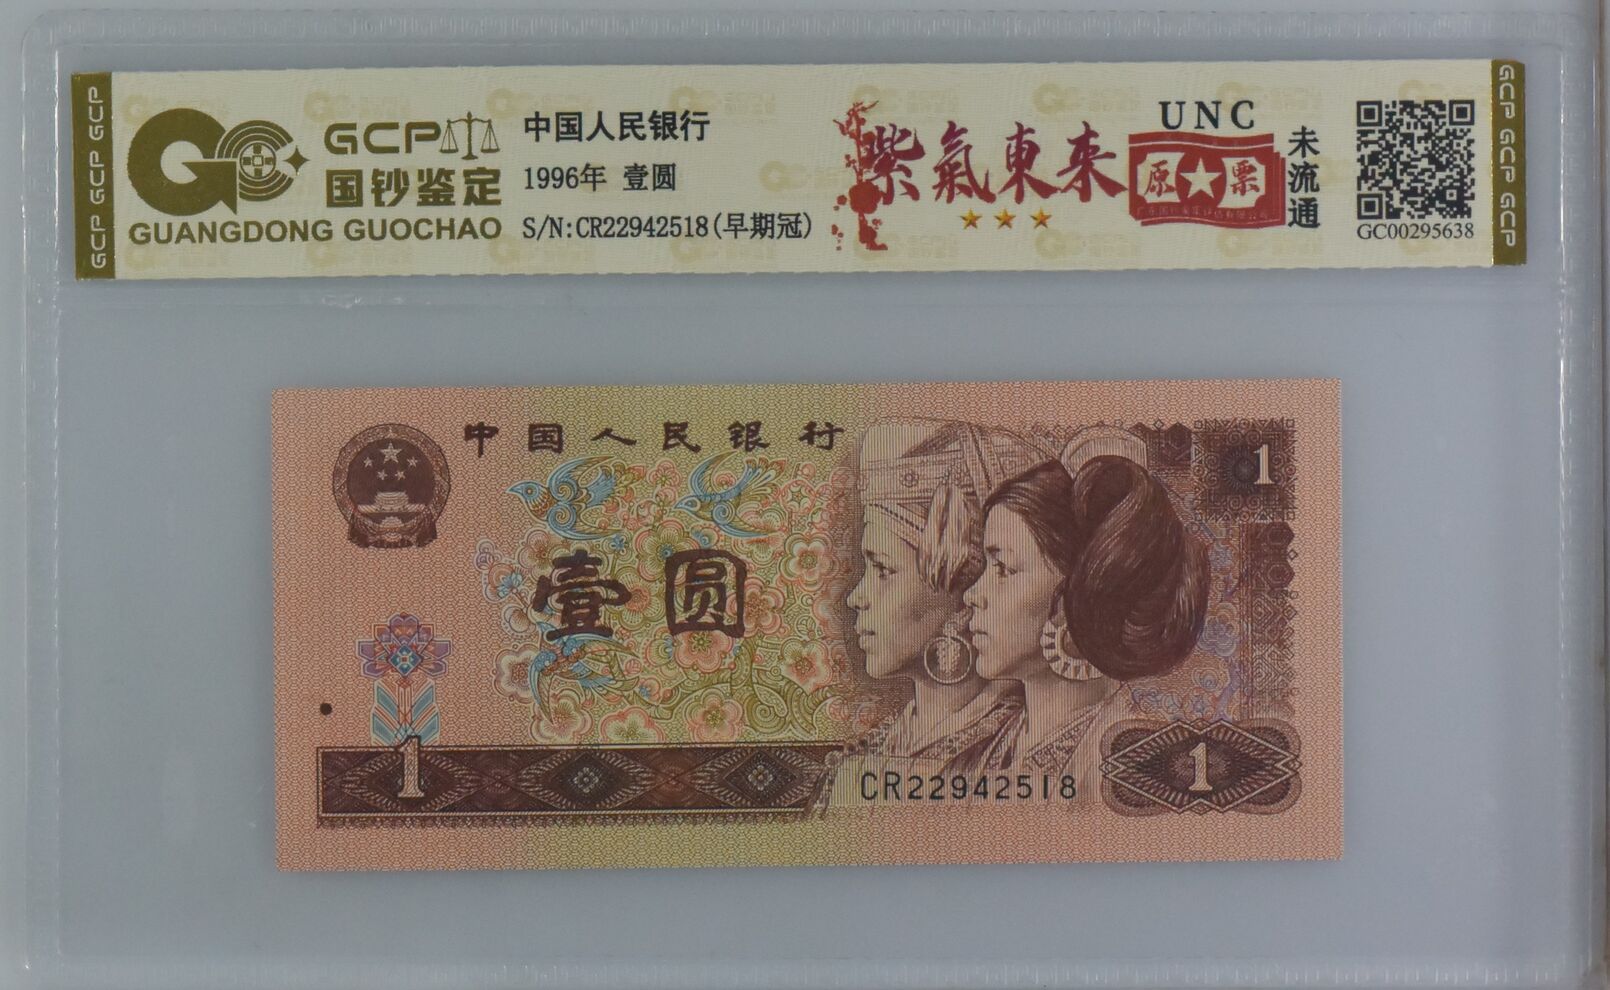 GCP GCP GCP
GCP
国钞鉴定
GUANGDONG GUOCHAO
中国人民银行
1996年 壹圆
S/N:CR22942518(早期冠)
紫氣東来
UNC
原票
未流通
GC00295638
GCP GCP GCP
中国人民银行
1
壹圆
1
CR22942518
1